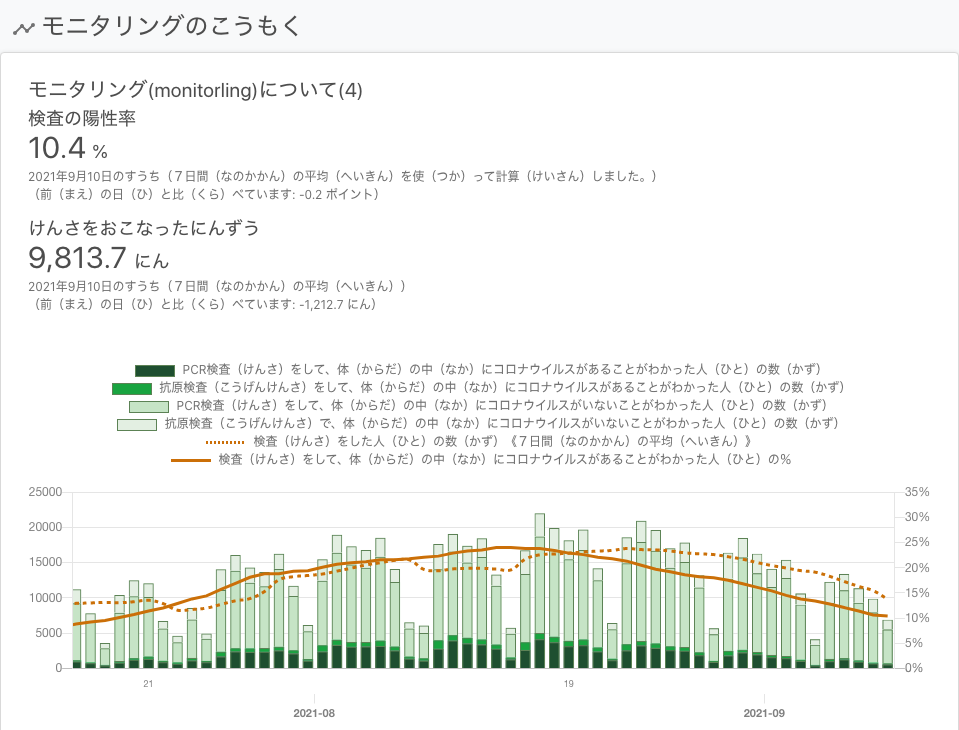 モニタリングのこうもく
モニタリング(monitorling)について(4)
検査の陽性率
10.4 %
2021年9月10日のすうち（７日間（なのかかん）の平均（へいきん）を使（つか）って計算（けいさん）しました。）
（前（まえ）の日（ひ）と比（くら）べています: -0.2 ポイント）
けんさをおこなったにんずう
9,813.7 にん
2021年9月10日のすうち（７日間（なのかかん）の平均（へいきん））
（前（まえ）の日（ひ）と比（くら）べています: -1,212.7 にん）
PCR検査（けんさ）をして、体（からだ）の中（なか）にコロナウイルスがあることがわかった人（ひと）の数（かず）
抗原検査（こうげんけんさ）をして、体（からだ）の中（なか）にコロナウイルスがあることがわかった人（ひと）の数（かず）
PCR検査（けんさ）をして、体（からだ）の中（なか）にコロナウイルスがいないことがわかった人（ひと）の数（かず）
抗原検査（こうげんけんさ）で、体（からだ）の中（なか）にコロナウイルスがいないことがわかった人（ひと）の数（かず）
検査（けんさ）をした人（ひと）の数（かず）《７日間（なのかかん）の平均（へいきん）》
検査（けんさ）をして、体（からだ）の中（なか）にコロナウイルスがあることがわかった人（ひと）の％
25000 35%
30%
20000
25%
15000 20%
15%
10000
10%
5000
5%
0 0%
21 19
2021-08 2021-09